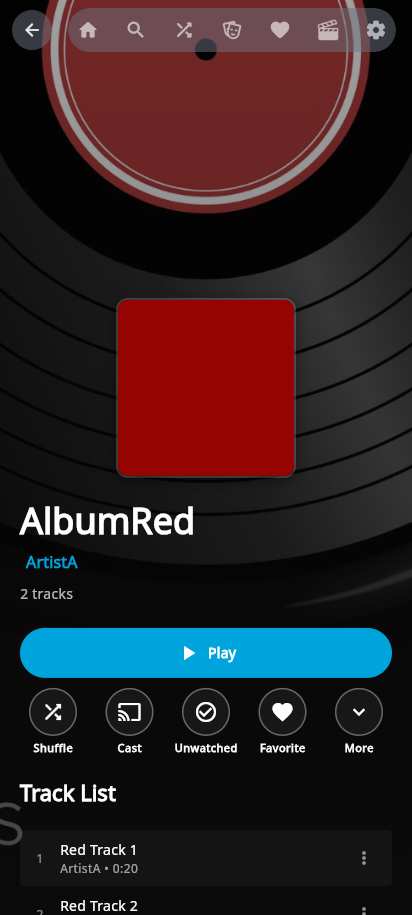 AlbumRed
ArtistA
2 tracks
Play
Shuffle
Cast
Unwatched
Favorite
More
Track List
1
Red Track 1
ArtistA • 0:20
2
Red Track 2